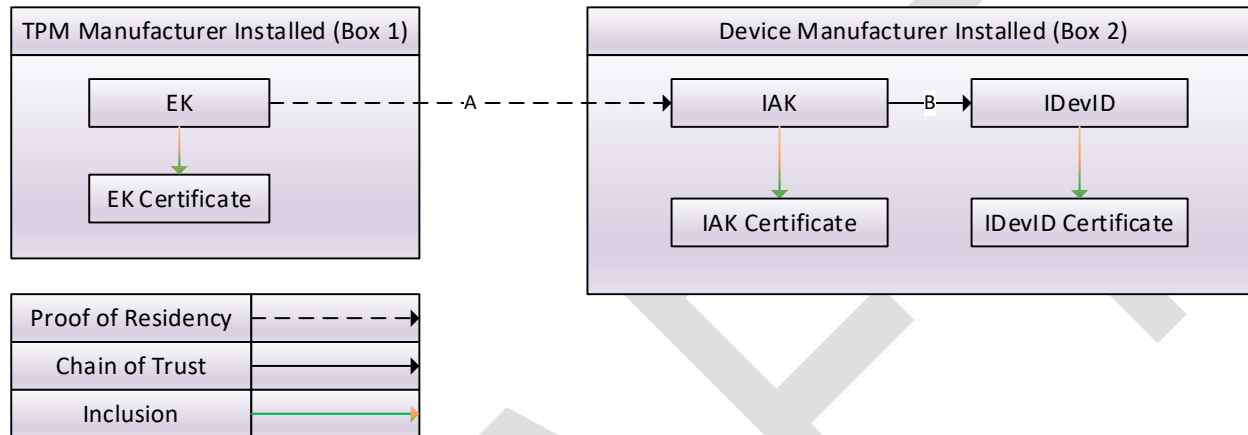 TPM Manufacturer Installed (Box 1)
EK
EK Certificate
A
Device Manufacturer Installed (Box 2)
IAK
B
IDevID
IAK Certificate
IDevID Certificate
Proof of Residency
Chain of Trust
Inclusion